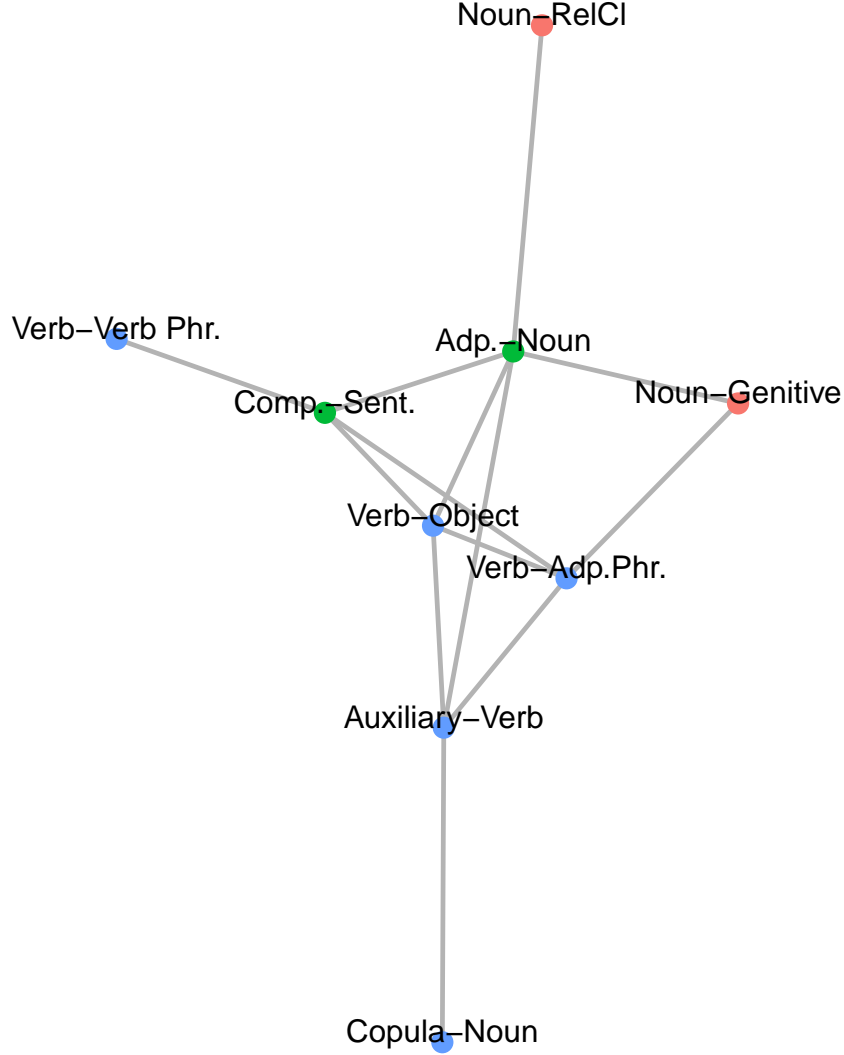 Noun−RelCl
Verb−Verb Phr.
Adp.−Noun
Noun−Genitive
Comp.−Sent.
Verb−Object
Verb−Adp.Phr.
Auxiliary−Verb
Copula−Noun